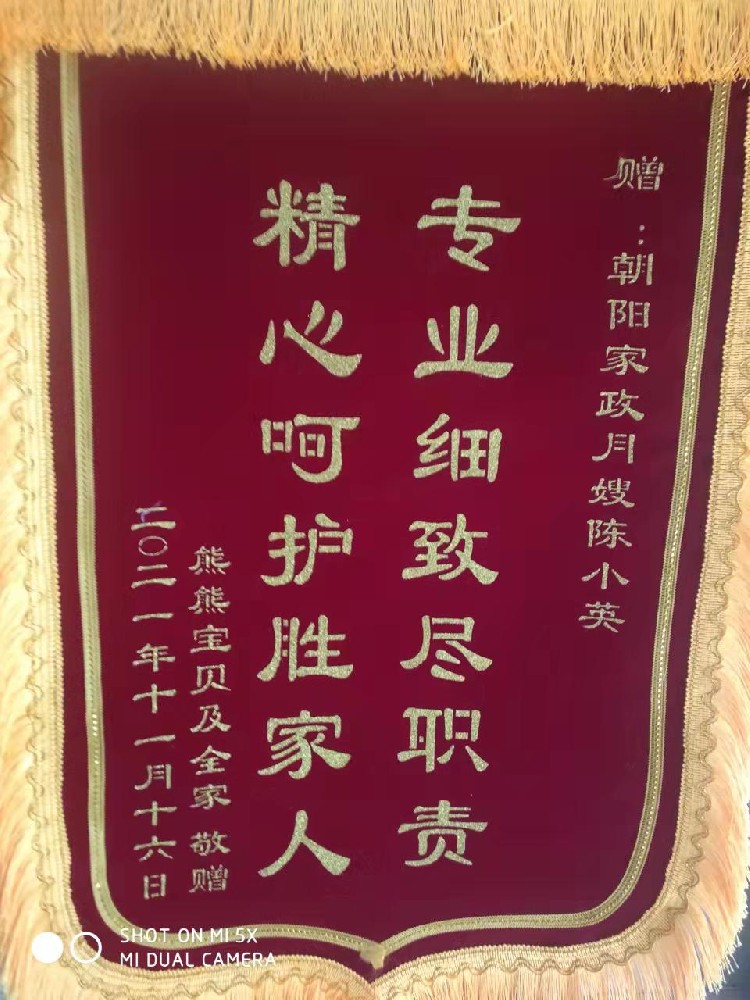 赠：朝阳家政月嫂陈小英
专业细致尽职责
精心呵护胜家人
熊熊宝贝及全家 敬赠
二〇二一年十一月十六日
SHOT ON MI 5X
MI DUAL CAMERA